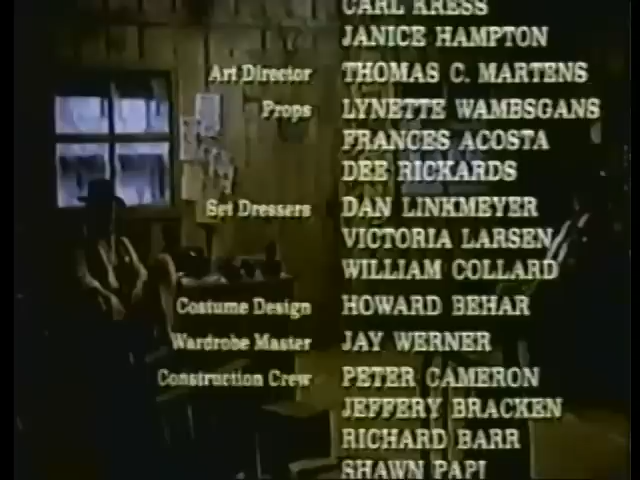 CARL KRESS
JANICE HAMPTON
Art Director THOMAS C. MARTENS
Props LYNETTE WAMBSGANS
FRANCES ACOSTA
DEE RICKARDS
Set Dressers DAN LINKMEYER
VICTORIA LARSEN
WILLIAM COLLARD
Costume Design HOWARD BEHAR
Wardrobe Master JAY WERNER
Construction Crew PETER CAMERON
JEFFERY BRACKEN
RICHARD BARR
SHAWN PAPI